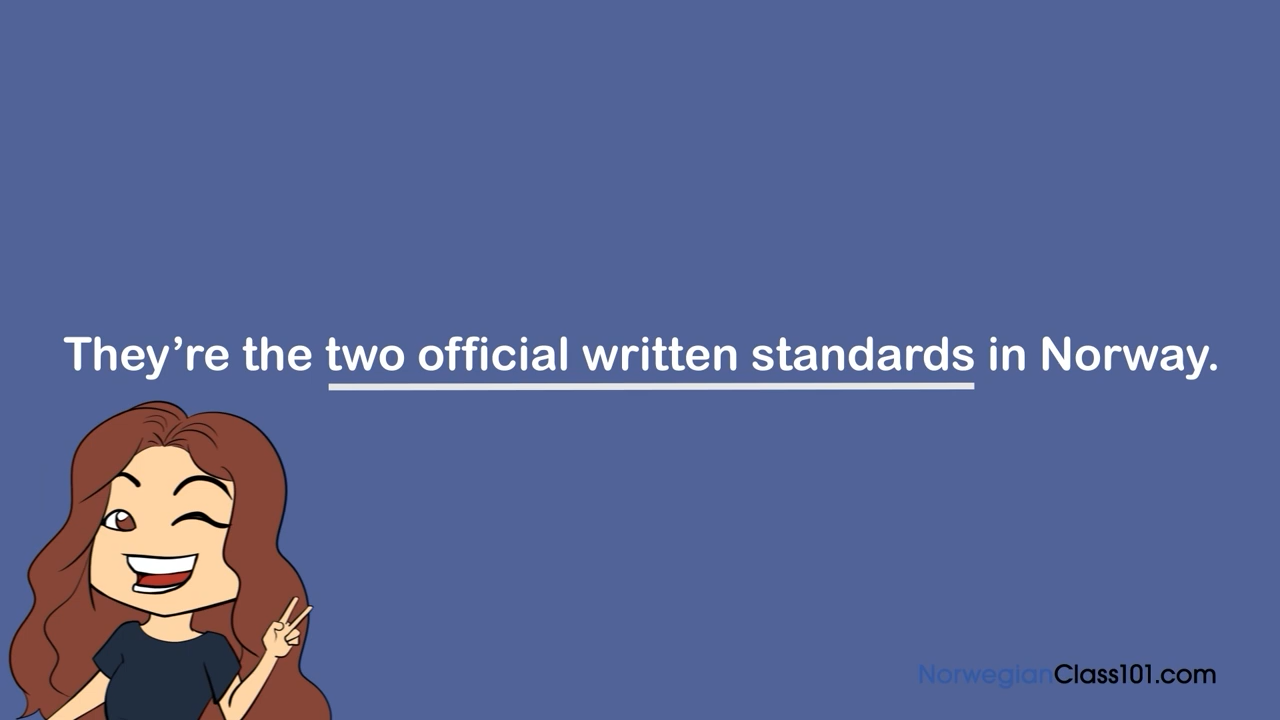 They’re the two official written standards in Norway.
NorwegianClass101.com